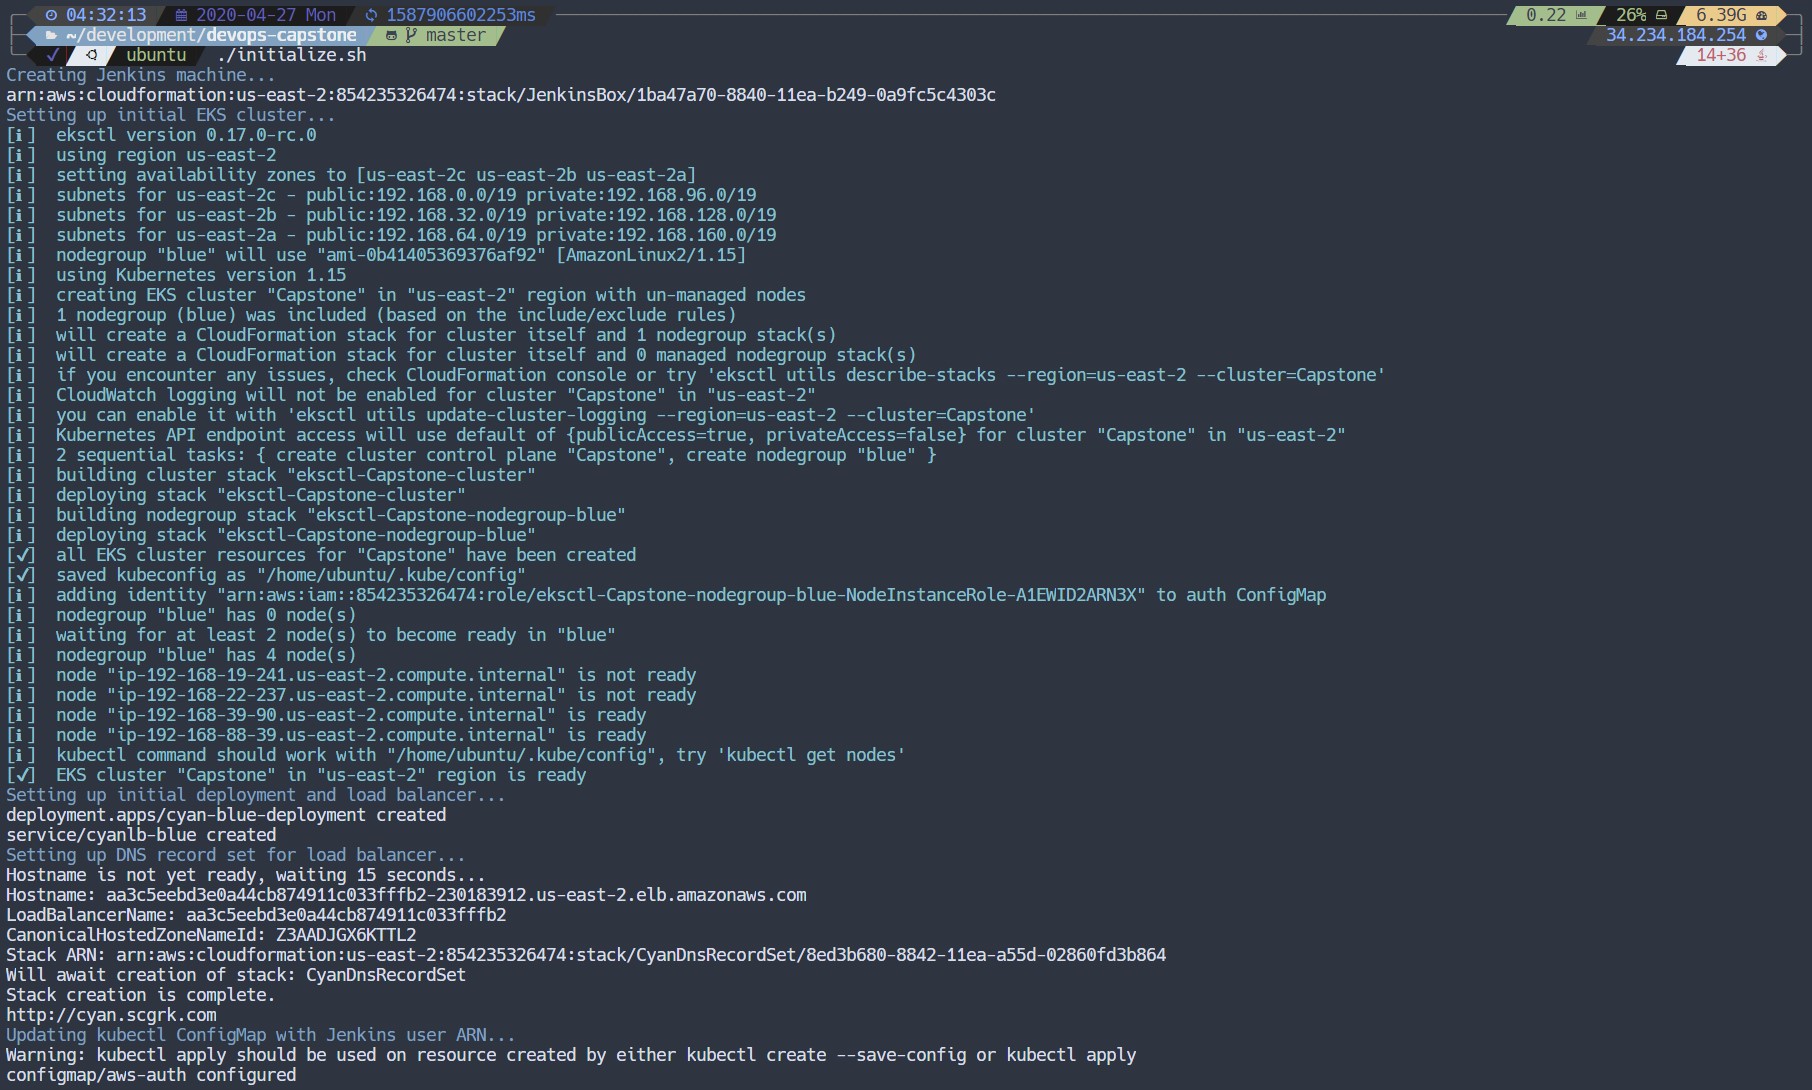 04:32:13 2020-04-27 Mon 1587906602253ms 0.22 26% 6.39G
~/development/devops-capstone master 34.234.184.254
✓ ubuntu ./initialize.sh 14+36
Creating Jenkins machine...
arn:aws:cloudformation:us-east-2:854235326474:stack/JenkinsBox/1ba47a70-8840-11ea-b249-0a9fc5c4303c
Setting up initial EKS cluster...
[ℹ]  eksctl version 0.17.0-rc.0
[ℹ]  using region us-east-2
[ℹ]  setting availability zones to [us-east-2c us-east-2b us-east-2a]
[ℹ]  subnets for us-east-2c - public:192.168.0.0/19 private:192.168.96.0/19
[ℹ]  subnets for us-east-2b - public:192.168.32.0/19 private:192.168.128.0/19
[ℹ]  subnets for us-east-2a - public:192.168.64.0/19 private:192.168.160.0/19
[ℹ]  nodegroup "blue" will use "ami-0b41405369376af92" [AmazonLinux2/1.15]
[ℹ]  using Kubernetes version 1.15
[ℹ]  creating EKS cluster "Capstone" in "us-east-2" region with un-managed nodes
[ℹ]  1 nodegroup (blue) was included (based on the include/exclude rules)
[ℹ]  will create a CloudFormation stack for cluster itself and 1 nodegroup stack(s)
[ℹ]  will create a CloudFormation stack for cluster itself and 0 managed nodegroup stack(s)
[ℹ]  if you encounter any issues, check CloudFormation console or try 'eksctl utils describe-stacks --region=us-east-2 --cluster=Capstone'
[ℹ]  CloudWatch logging will not be enabled for cluster "Capstone" in "us-east-2"
[ℹ]  you can enable it with 'eksctl utils update-cluster-logging --region=us-east-2 --cluster=Capstone'
[ℹ]  Kubernetes API endpoint access will use default of {publicAccess=true, privateAccess=false} for cluster "Capstone" in "us-east-2"
[ℹ]  2 sequential tasks: { create cluster control plane "Capstone", create nodegroup "blue" }
[ℹ]  building cluster stack "eksctl-Capstone-cluster"
[ℹ]  deploying stack "eksctl-Capstone-cluster"
[ℹ]  building nodegroup stack "eksctl-Capstone-nodegroup-blue"
[ℹ]  deploying stack "eksctl-Capstone-nodegroup-blue"
[✔]  all EKS cluster resources for "Capstone" have been created
[✔]  saved kubeconfig as "/home/ubuntu/.kube/config"
[ℹ]  adding identity "arn:aws:iam::854235326474:role/eksctl-Capstone-nodegroup-blue-NodeInstanceRole-A1EWID2ARN3X" to auth ConfigMap
[ℹ]  nodegroup "blue" has 0 node(s)
[ℹ]  waiting for at least 2 node(s) to become ready in "blue"
[ℹ]  nodegroup "blue" has 4 node(s)
[ℹ]  node "ip-192-168-19-241.us-east-2.compute.internal" is not ready
[ℹ]  node "ip-192-168-22-237.us-east-2.compute.internal" is not ready
[ℹ]  node "ip-192-168-39-90.us-east-2.compute.internal" is ready
[ℹ]  node "ip-192-168-88-39.us-east-2.compute.internal" is ready
[ℹ]  kubectl command should work with "/home/ubuntu/.kube/config", try 'kubectl get nodes'
[✔]  EKS cluster "Capstone" in "us-east-2" region is ready
Setting up initial deployment and load balancer...
deployment.apps/cyan-blue-deployment created
service/cyanlb-blue created
Setting up DNS record set for load balancer...
Hostname is not yet ready, waiting 15 seconds...
Hostname: aa3c5eebd3e0a44cb874911c033fffb2-230183912.us-east-2.elb.amazonaws.com
LoadBalancerName: aa3c5eebd3e0a44cb874911c033fffb2
CanonicalHostedZoneNameId: Z3AADJGX6KTTL2
Stack ARN: arn:aws:cloudformation:us-east-2:854235326474:stack/CyanDnsRecordSet/8ed3b680-8842-11ea-a55d-02860fd3b864
Will await creation of stack: CyanDnsRecordSet
Stack creation is complete.
http://cyan.scgrk.com
Updating kubectl ConfigMap with Jenkins user ARN...
Warning: kubectl apply should be used on resource created by either kubectl create --save-config or kubectl apply
configmap/aws-auth configured